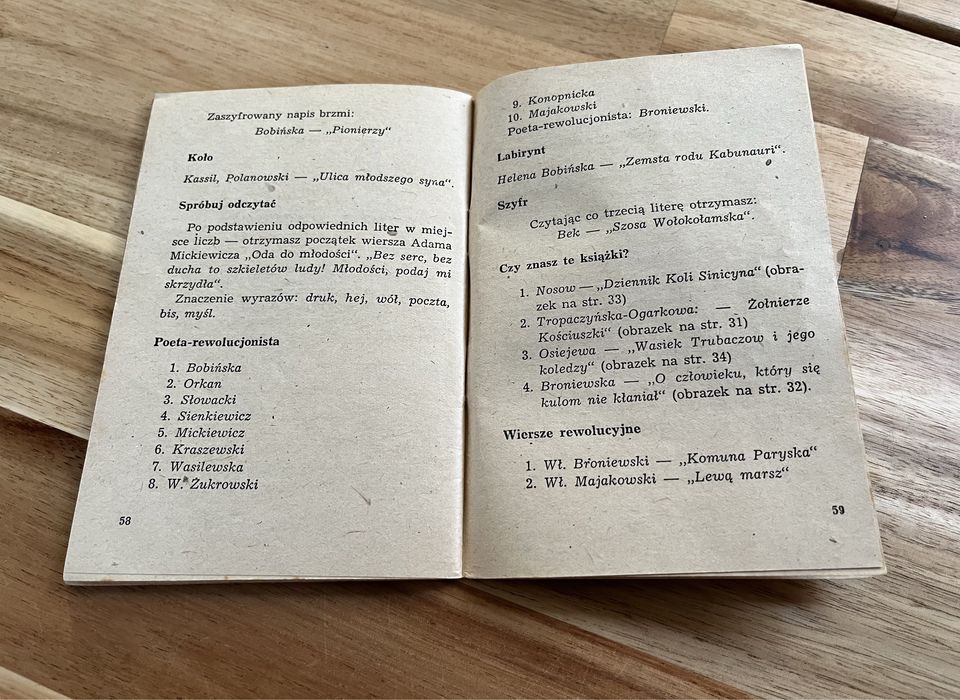 Zaszyfrowany napis brzmi:
Bobińska — „Pionierzy"
Koło
Kassil, Polanowski — „Ulica młodszego syna".
Spróbuj odczytać
Po podstawieniu odpowiednich liter w miej-
sce liczb — otrzymasz początek wiersza Adama
Mickiewicza „Oda do młodości". „Bez serc, bez
ducha to szkieletów ludy! Młodości, podaj mi
skrzydła".
Znaczenie wyrazów: druk, hej, wół, poczta,
bis, myśl.
Poeta-rewolucjonista
1. Bobińska
2. Orkan
3. Słowacki
4. Sienkiewicz
5. Mickiewicz
6. Kraszewski
7. Wasilewska
8. W. Żukrowski
58
9. Konopnicka
10. Majakowski
Poeta-rewolucjonista: Broniewski.
Labirynt
Helena Bobińska — „Zemsta rodu Kabunauri".
Szyfr
Czytając co trzecią literę otrzymasz:
Bek — „Szosa Wołokołamska".
Czy znasz te książki?
1. Nosow — „Dziennik Koli Sinicyna" (obra-
zek na str. 33)
2. Tropaczyńska-Ogarkowa: — Żołnierze
Kościuszki" (obrazek na str. 31)
3. Osiejewa — „Wasiek Trubaczow i jego
koledzy" (obrazek na str. 34)
4. Broniewska — „O człowieku, który się
kulom nie kłaniał" (obrazek na str. 32).
Wiersze rewolucyjne
1. Wł. Broniewski — „Komuna Paryska"
2. Wł. Majakowski — „Lewą marsz"
59